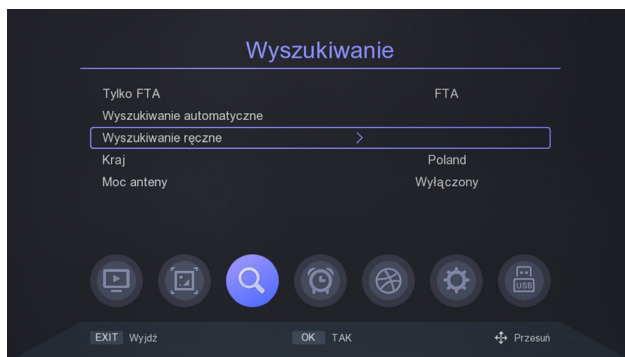 Wyszukiwanie
Tylko FTA FTA
Wyszukiwanie automatyczne
Wyszukiwanie ręczne
Kraj Poland
Moc anteny Wyłączony
USB
EXIT Wyjdź OK TAK Przesuń